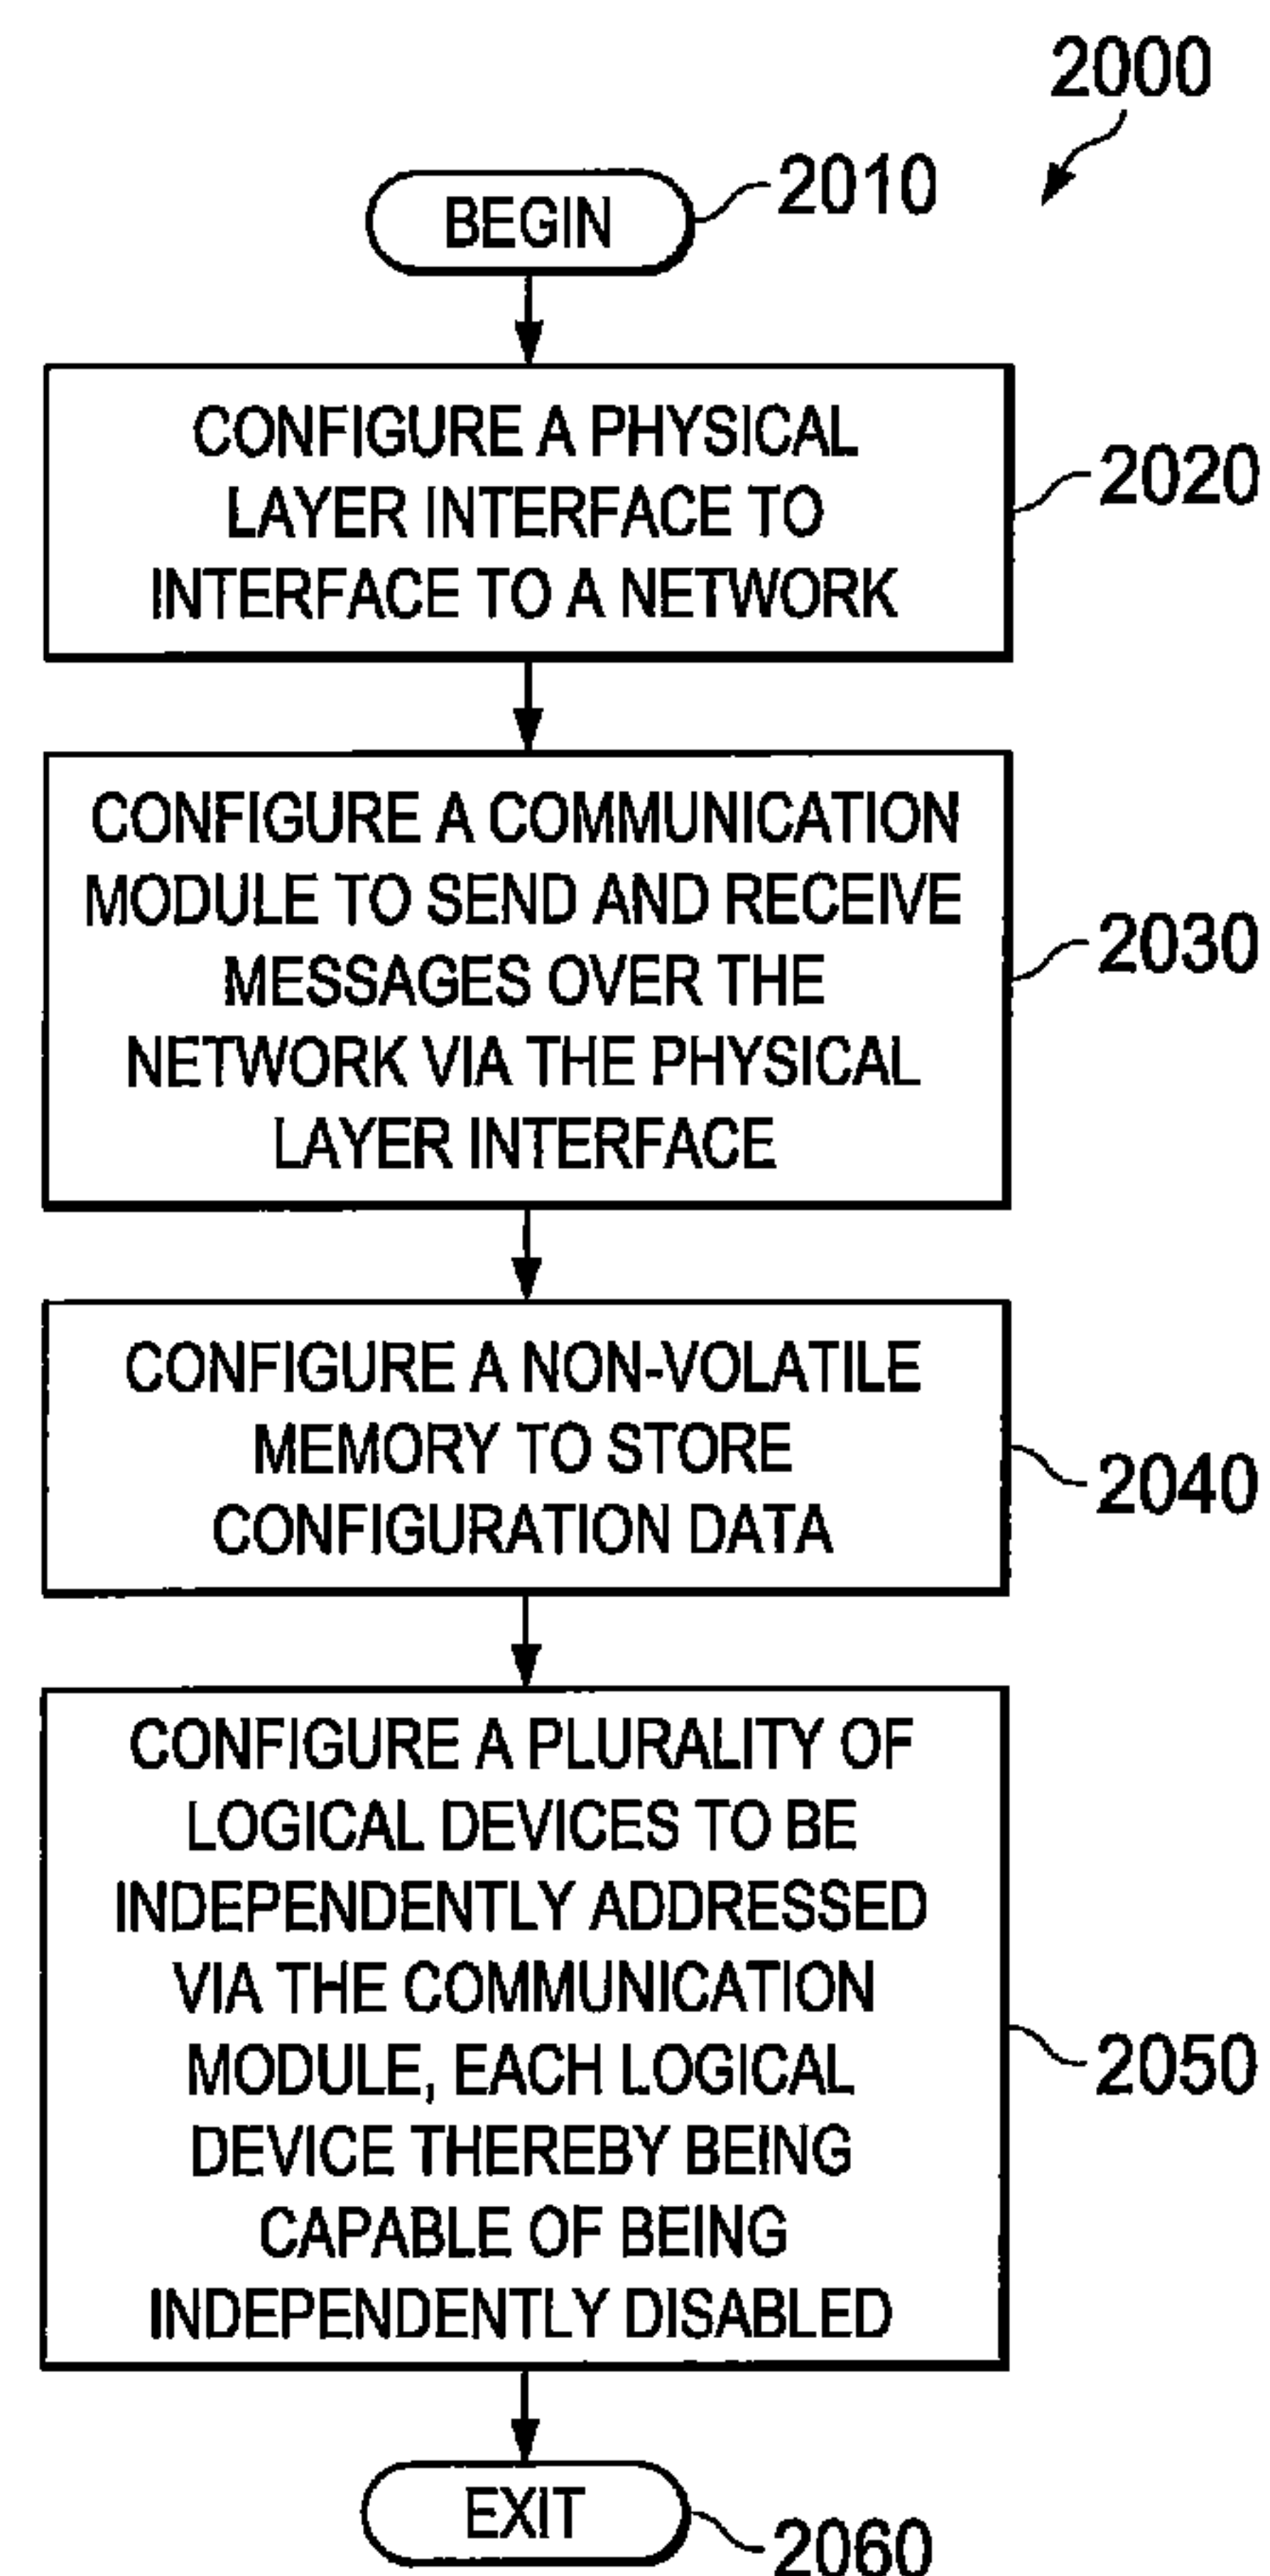 2000
BEGIN
2010
CONFIGURE A PHYSICAL
LAYER INTERFACE TO
INTERFACE TO A NETWORK
2020
CONFIGURE A COMMUNICATION
MODULE TO SEND AND RECEIVE
MESSAGES OVER THE
NETWORK VIA THE PHYSICAL
LAYER INTERFACE
2030
CONFIGURE A NON-VOLATILE
MEMORY TO STORE
CONFIGURATION DATA
2040
CONFIGURE A PLURALITY OF
LOGICAL DEVICES TO BE
INDEPENDENTLY ADDRESSED
VIA THE COMMUNICATION
MODULE, EACH LOGICAL
DEVICE THEREBY BEING
CAPABLE OF BEING
INDEPENDENTLY DISABLED
2050
EXIT
2060